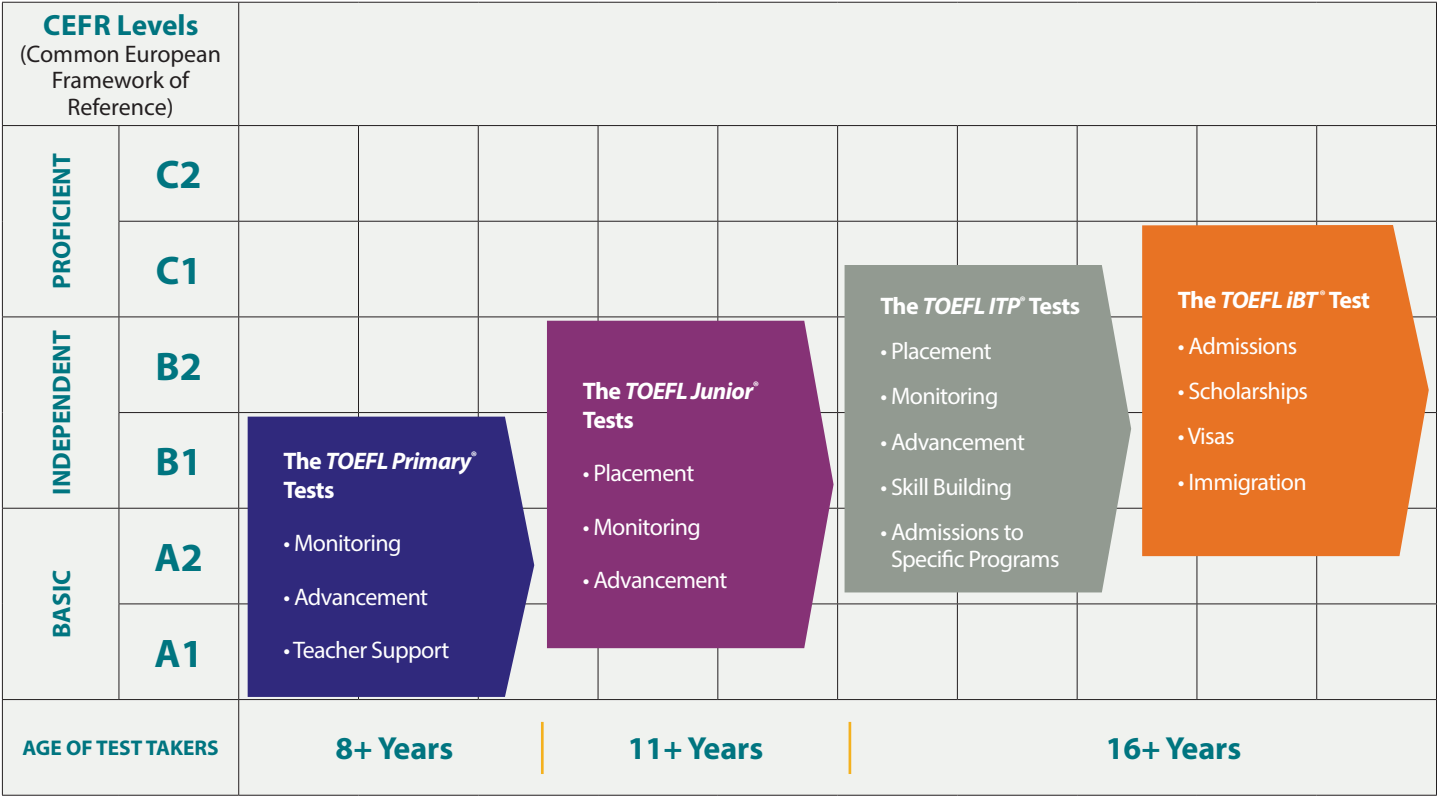 CEFR Levels
(Common European
Framework of
Reference)
PROFICIENT
C2
C1
INDEPENDENT
B2
B1
BASIC
A2
A1
The TOEFL Primary®
Tests
• Monitoring
• Advancement
• Teacher Support
The TOEFL Junior®
Tests
• Placement
• Monitoring
• Advancement
The TOEFL ITP® Tests
• Placement
• Monitoring
• Advancement
• Skill Building
• Admissions to
Specific Programs
The TOEFL iBT® Test
• Admissions
• Scholarships
• Visas
• Immigration
AGE OF TEST TAKERS
8+ Years
11+ Years
16+ Years